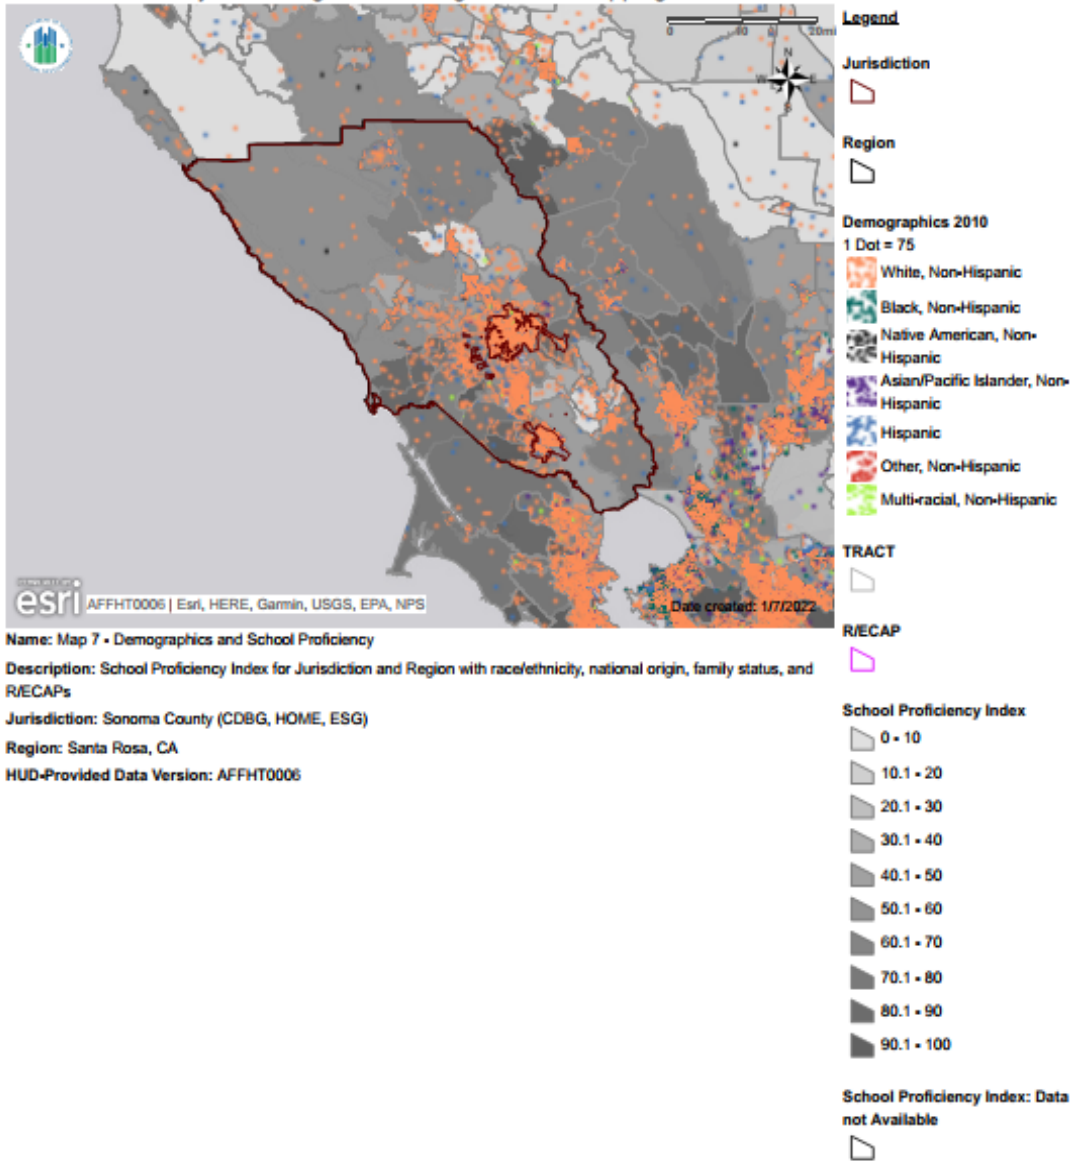 0 10 20mi
N
W E
S
esri
AFFHT0006 | Esri, HERE, Garmin, USGS, EPA, NPS
Date created: 1/7/2022
Name: Map 7 - Demographics and School Proficiency
Description: School Proficiency Index for Jurisdiction and Region with race/ethnicity, national origin, family status, and
R/ECAPs
Jurisdiction: Sonoma County (CDBG, HOME, ESG)
Region: Santa Rosa, CA
HUD-Provided Data Version: AFFHT0006
Legend
Jurisdiction
Region
Demographics 2010
1 Dot = 75
White, Non-Hispanic
Black, Non-Hispanic
Native American, Non-
Hispanic
Asian/Pacific Islander, Non-
Hispanic
Hispanic
Other, Non-Hispanic
Multi-racial, Non-Hispanic
TRACT
R/ECAP
School Proficiency Index
0 - 10
10.1 - 20
20.1 - 30
30.1 - 40
40.1 - 50
50.1 - 60
60.1 - 70
70.1 - 80
80.1 - 90
90.1 - 100
School Proficiency Index: Data
not Available